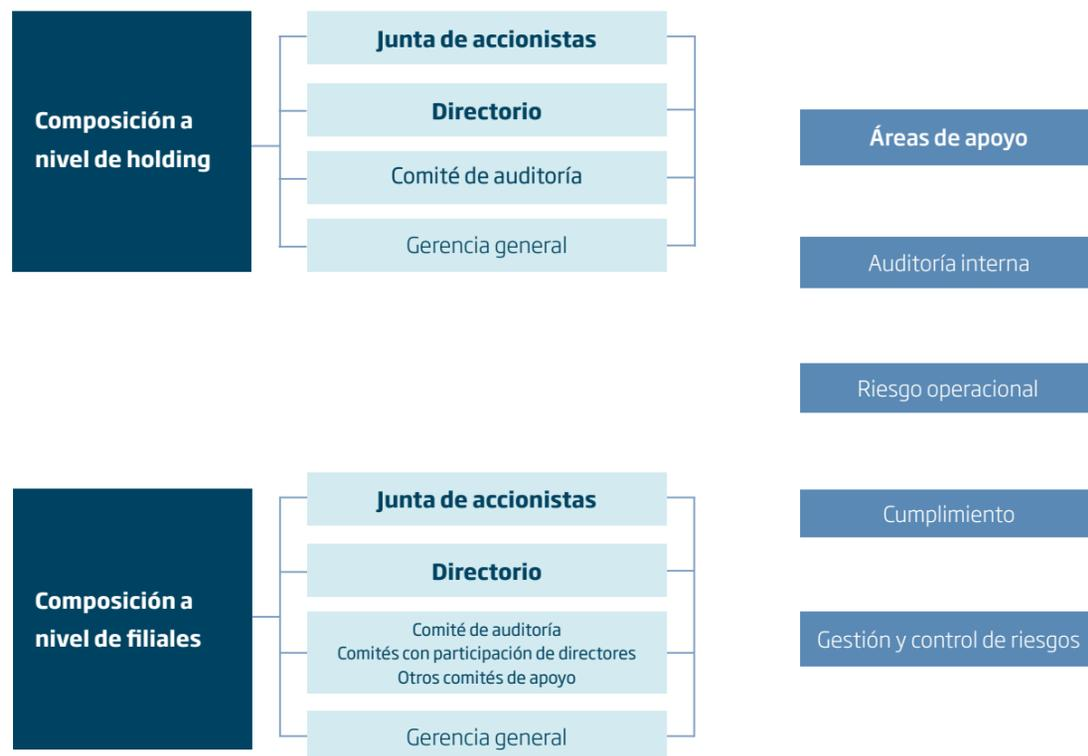 Composición a
nivel de holding
Junta de accionistas
Directorio
Comité de auditoría
Gerencia general
Composición a
nivel de filiales
Junta de accionistas
Directorio
Comité de auditoría
Comités con participación de directores
Otros comités de apoyo
Gerencia general
Áreas de apoyo
Auditoría interna
Riesgo operacional
Cumplimiento
Gestión y control de riesgos